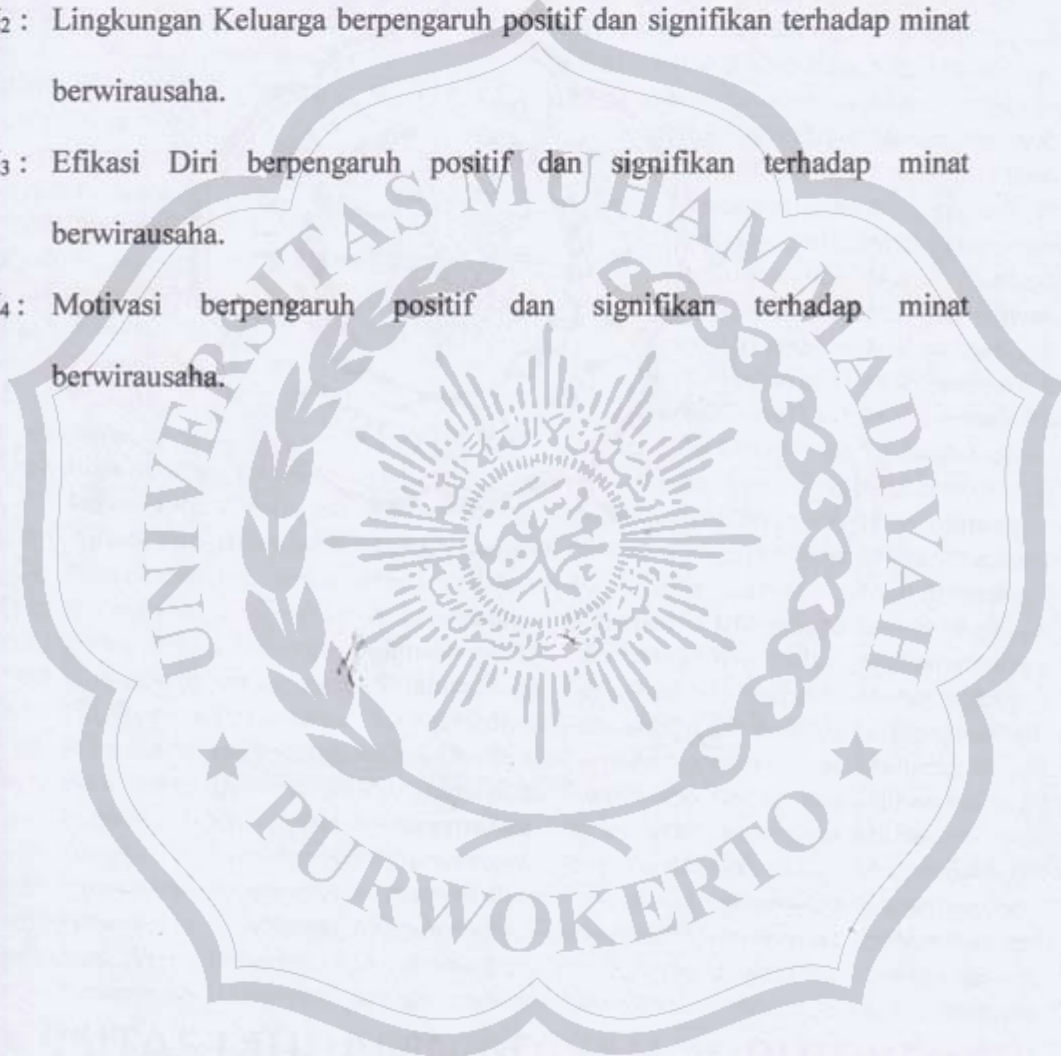 2 : Lingkungan Keluarga berpengaruh positif dan signifikan terhadap minat
berwirausaha.
3 : Efikasi Diri berpengaruh positif dan signifikan terhadap minat
berwirausaha.
4 : Motivasi berpengaruh positif dan signifikan terhadap minat
berwirausaha.
UNIVERSITAS MUHAMMADIYAH
محمد
PURWOKERTO